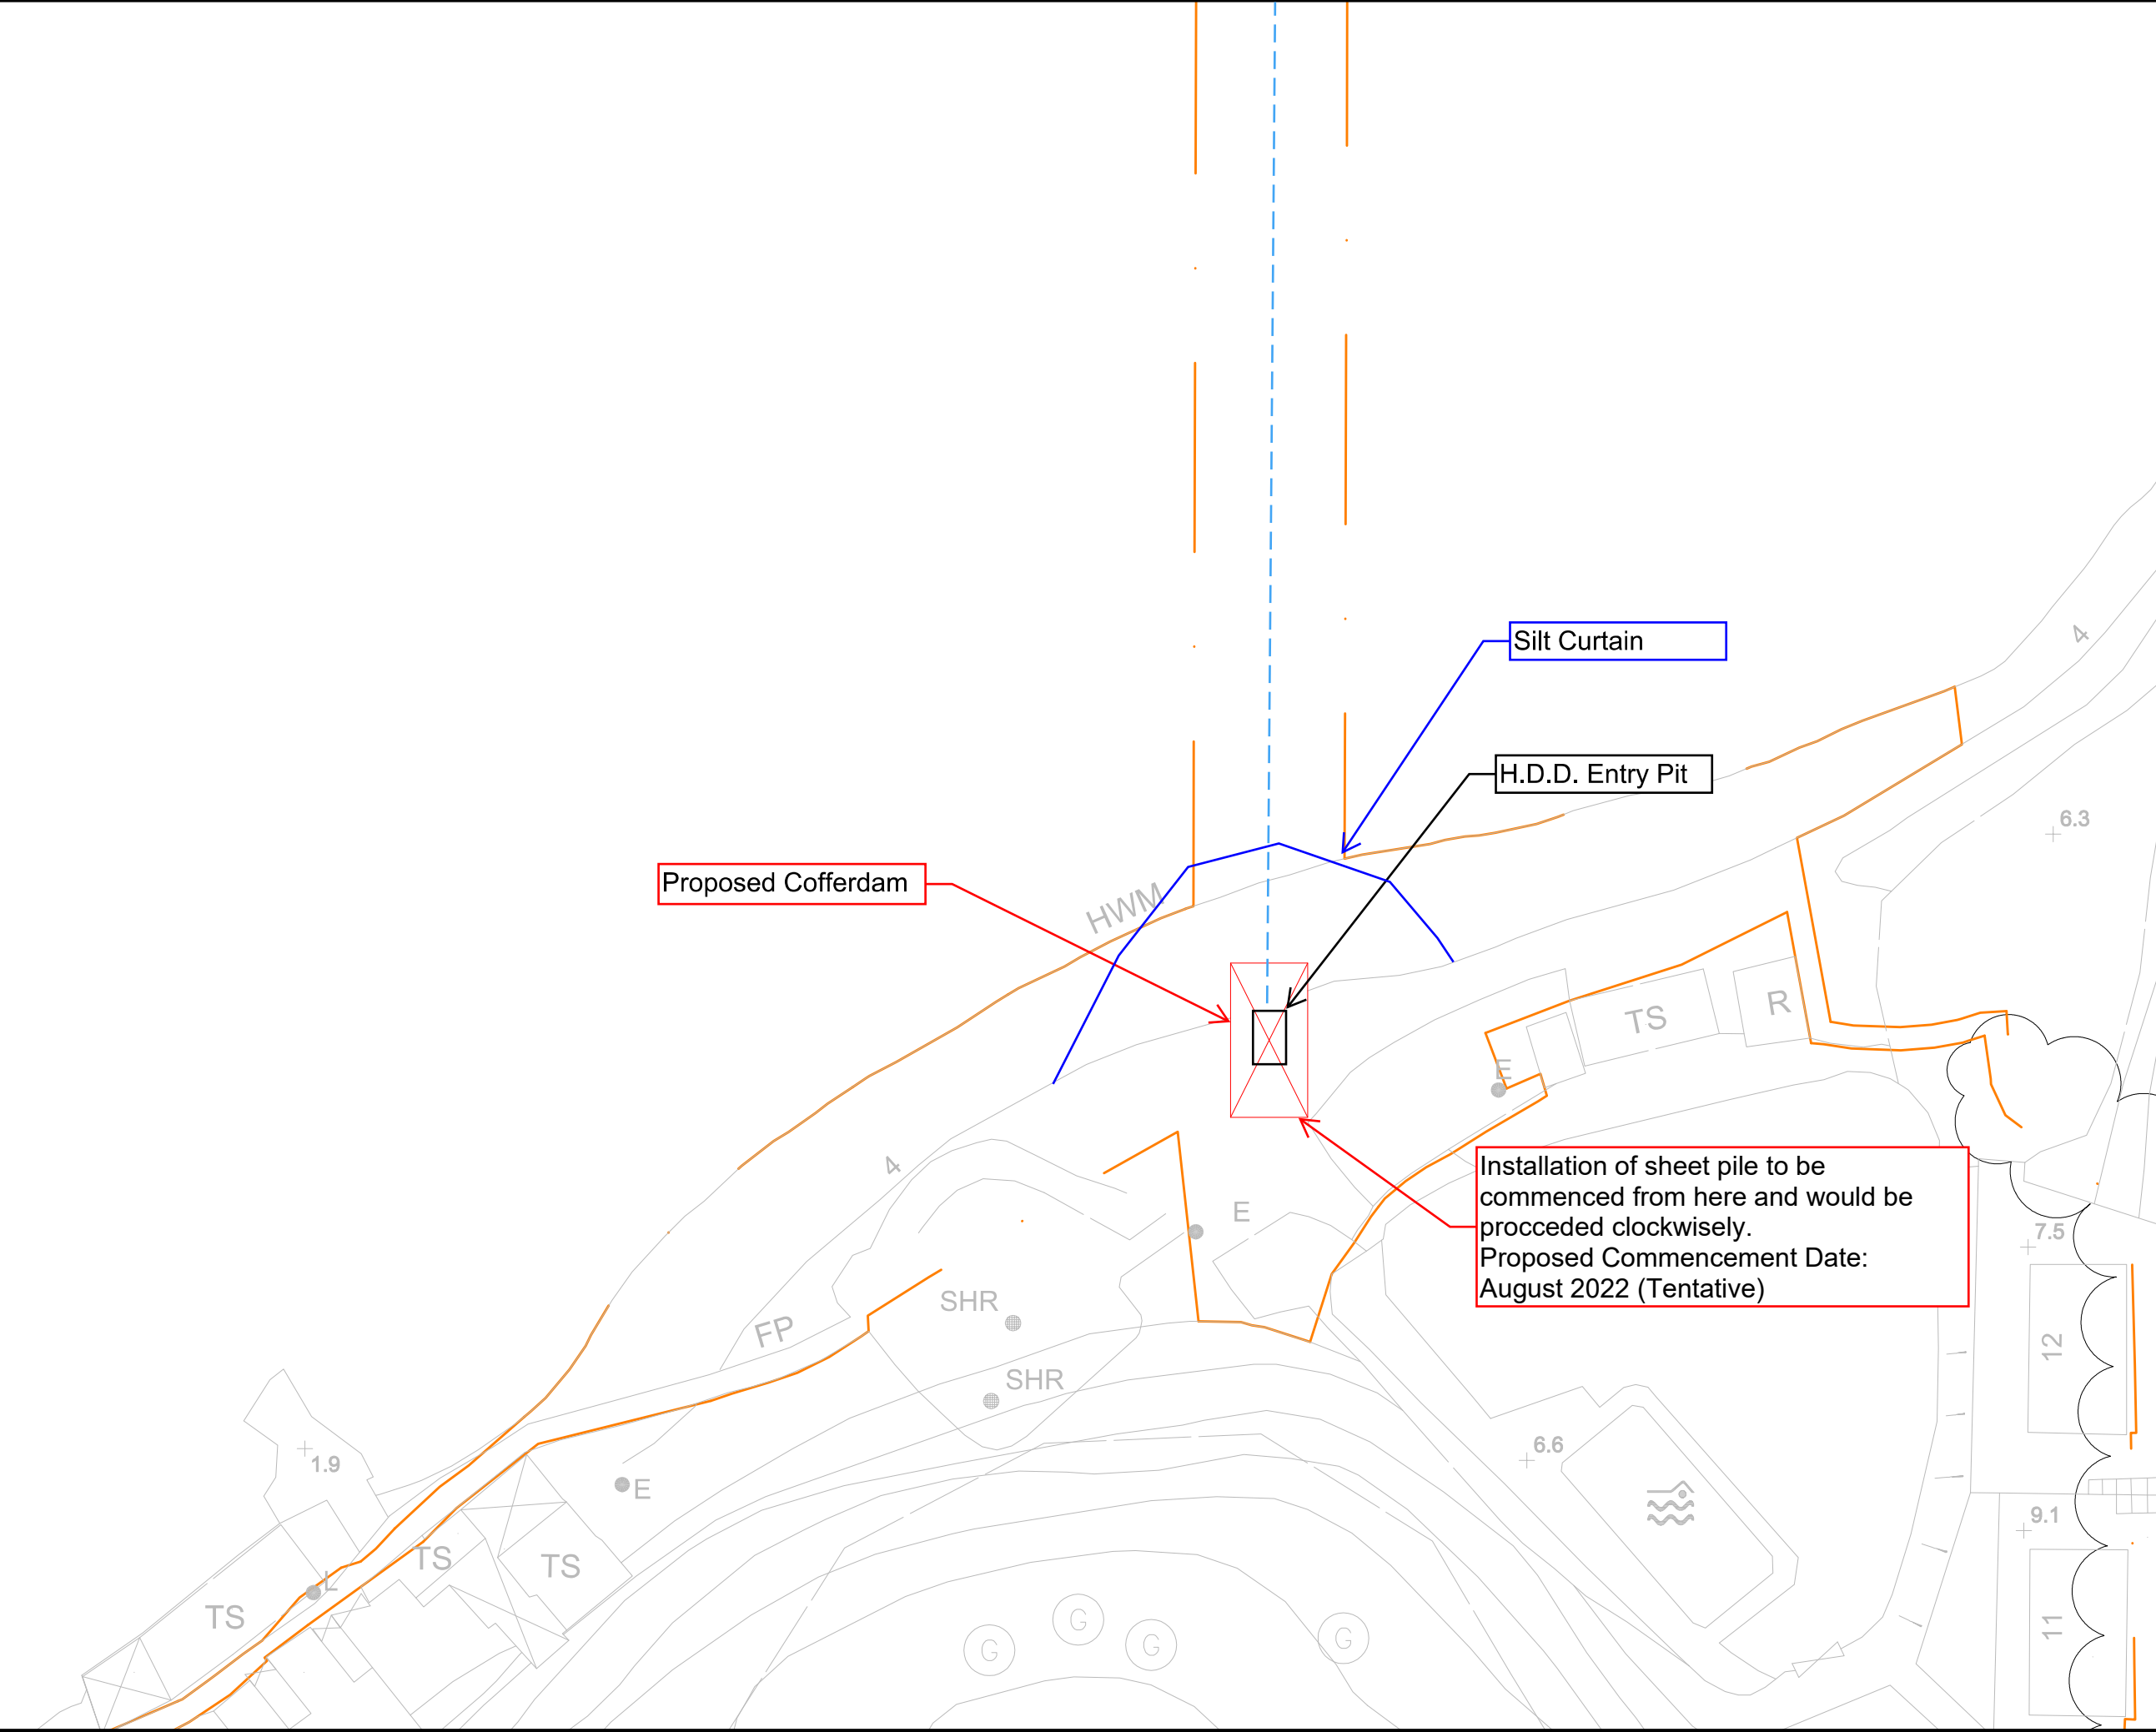 Silt Curtain
4
H.D.D. Entry Pit
6.3
Proposed Cofferdam
HWM
TS
R
E
Installation of sheet pile to be
commenced from here and would be
procceded clockwisely.
Proposed Commencement Date:
August 2022 (Tentative)
4
E
7.5
SHR
FP
12
SHR
6.6
1.9
E
9.1
TS
TS
L
TS
G
G
G
G
11